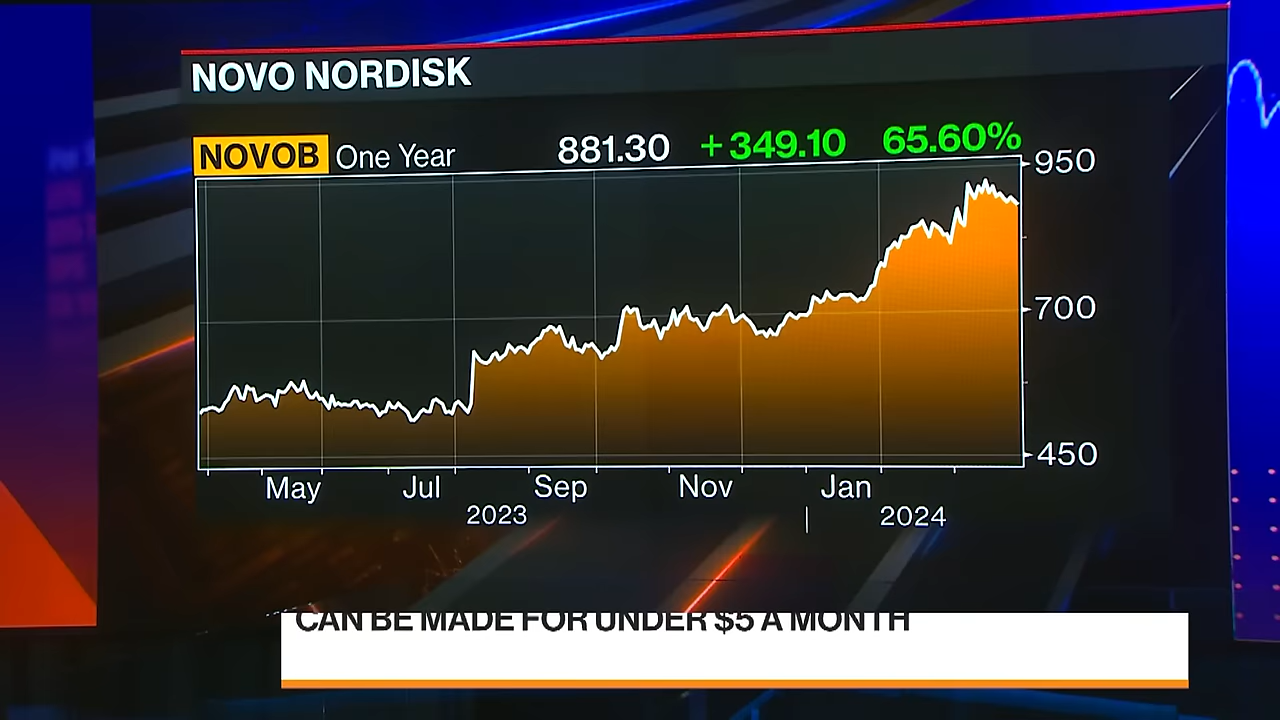 NOVO NORDISK
NOVOB One Year 881.30 +349.10 65.60%
950
700
450
May Jul Sep Nov Jan
2023 | 2024
CAN BE MADE FOR UNDER $5 A MONTH